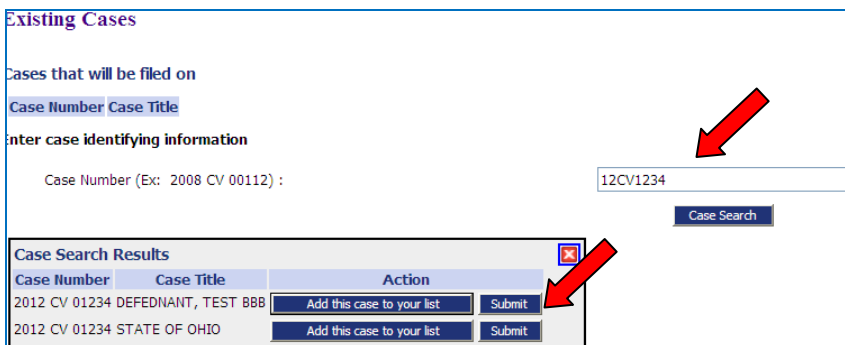 Existing Cases
Cases that will be filed on
Case Number Case Title
Enter case identifying information
Case Number (Ex: 2008 CV 00112) : 12CV1234
Case Search
Case Search Results
Case Number Case Title Action
2012 CV 01234 DEFEDNANT, TEST BBB Add this case to your list Submit
2012 CV 01234 STATE OF OHIO Add this case to your list Submit